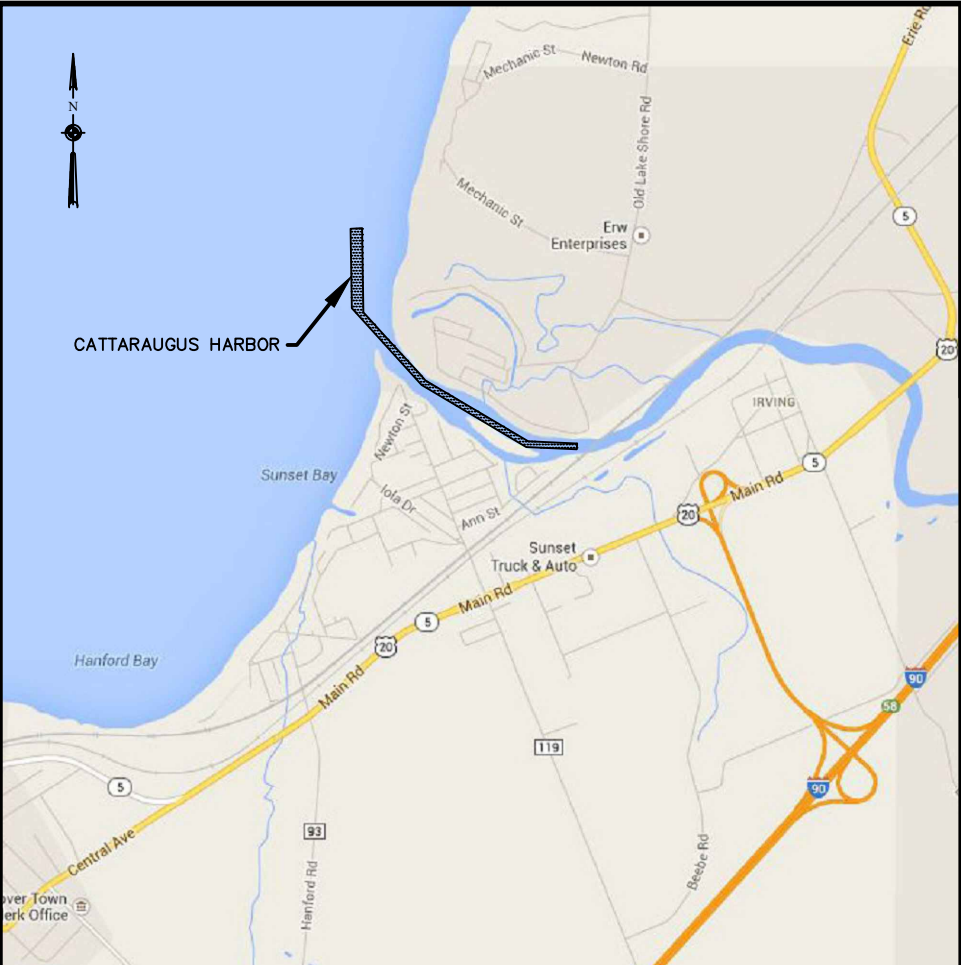 Erie Rd
Mechanic St
Newton Rd
N
Old Lake Shore Rd
Mechanic St
5
Erw
Enterprises
CATTARAUGUS HARBOR
20
IRVING
Newton St
Sunset Bay
5
Iola Dr
Main Rd
Ann St
20
Sunset
Truck & Auto
Main Rd
5
20
Hanford Bay
Main Rd
90
58
119
5
90
93
Central Ave
Beebe Rd
Hanford Rd
over Town
erk Office